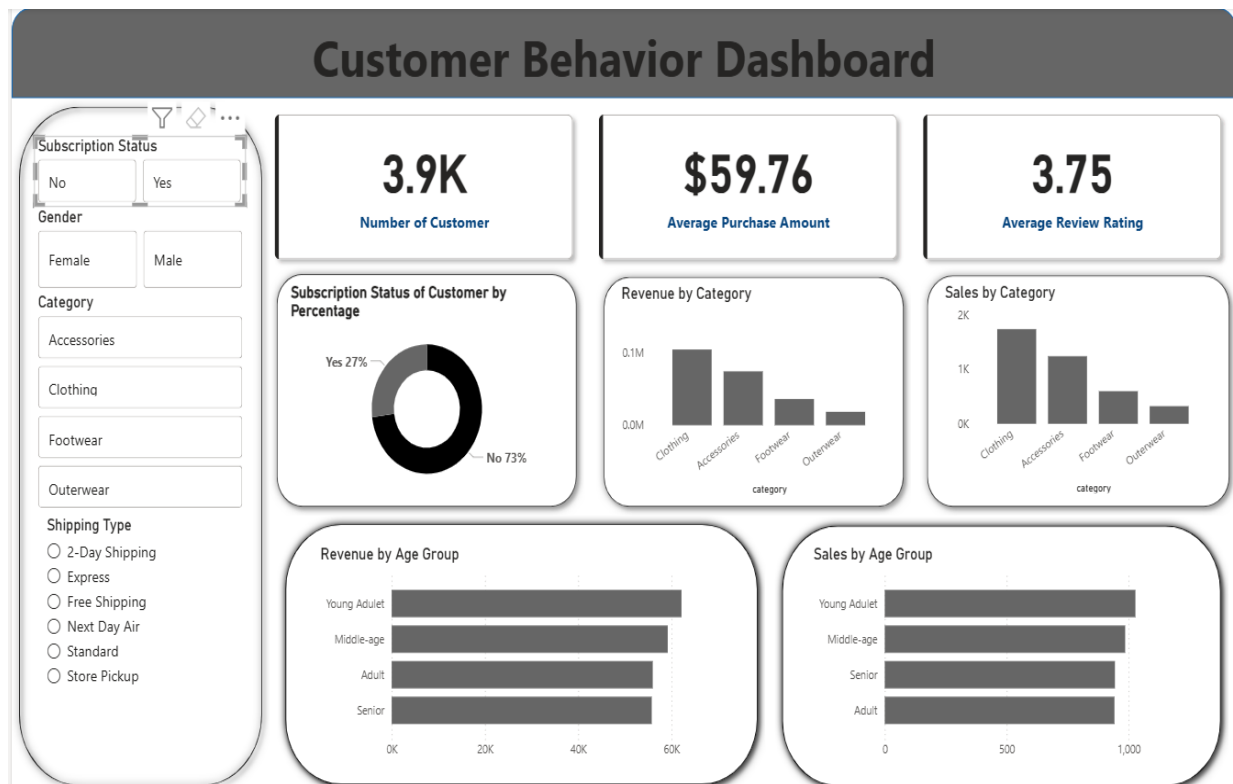 Customer Behavior Dashboard
Subscription Status
No
Yes
Gender
Female
Male
Category
Accessories
Clothing
Footwear
Outerwear
Shipping Type
2-Day Shipping
Express
Free Shipping
Next Day Air
Standard
Store Pickup
3.9K
Number of Customer
$59.76
Average Purchase Amount
3.75
Average Review Rating
Subscription Status of Customer by
Percentage
Yes 27%
No 73%
Revenue by Category
0.1M
0.0M
Clothing
Accessories
Footwear
Outerwear
category
Sales by Category
2K
1K
0K
Clothing
Accessories
Footwear
Outerwear
category
Revenue by Age Group
Young Adulet
Middle-age
Adult
Senior
0K 20K 40K 60K
Sales by Age Group
Young Adulet
Middle-age
Senior
Adult
0 500 1,000